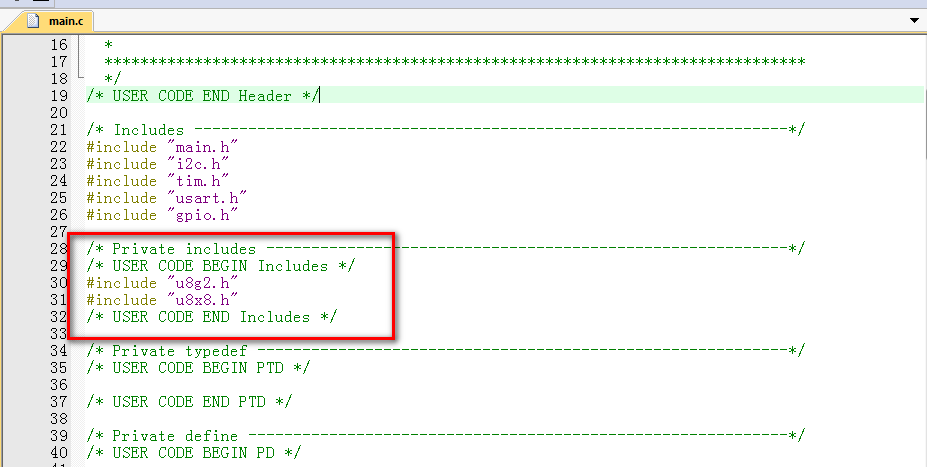 main.c
16 *
17 ******************************************************************************
18 */
19 /* USER CODE END Header */
20
21 /* Includes ------------------------------------------------------------------*/
22 #include "main.h"
23 #include "i2c.h"
24 #include "tim.h"
25 #include "usart.h"
26 #include "gpio.h"
27
28 /* Private includes ----------------------------------------------------------*/
29 /* USER CODE BEGIN Includes */
30 #include "u8g2.h"
31 #include "u8x8.h"
32 /* USER CODE END Includes */
33
34 /* Private typedef -----------------------------------------------------------*/
35 /* USER CODE BEGIN PTD */
36
37 /* USER CODE END PTD */
38
39 /* Private define ------------------------------------------------------------*/
40 /* USER CODE BEGIN PD */